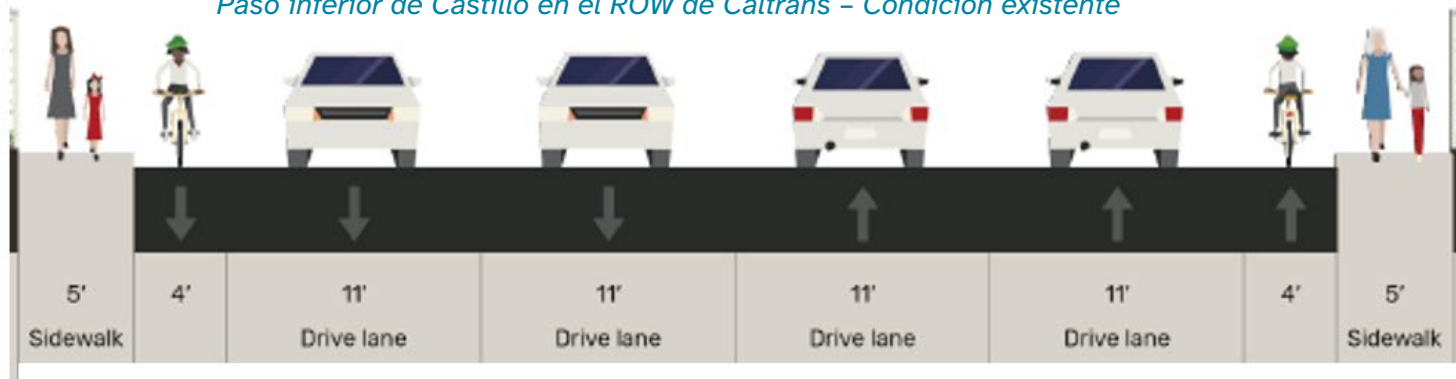 Paso inferior de Castillo en el ROW de Caltrans – Condición existente
5' 4' 11' 11' 11' 11' 4' 5'
Sidewalk Drive lane Drive lane Drive lane Drive lane Sidewalk